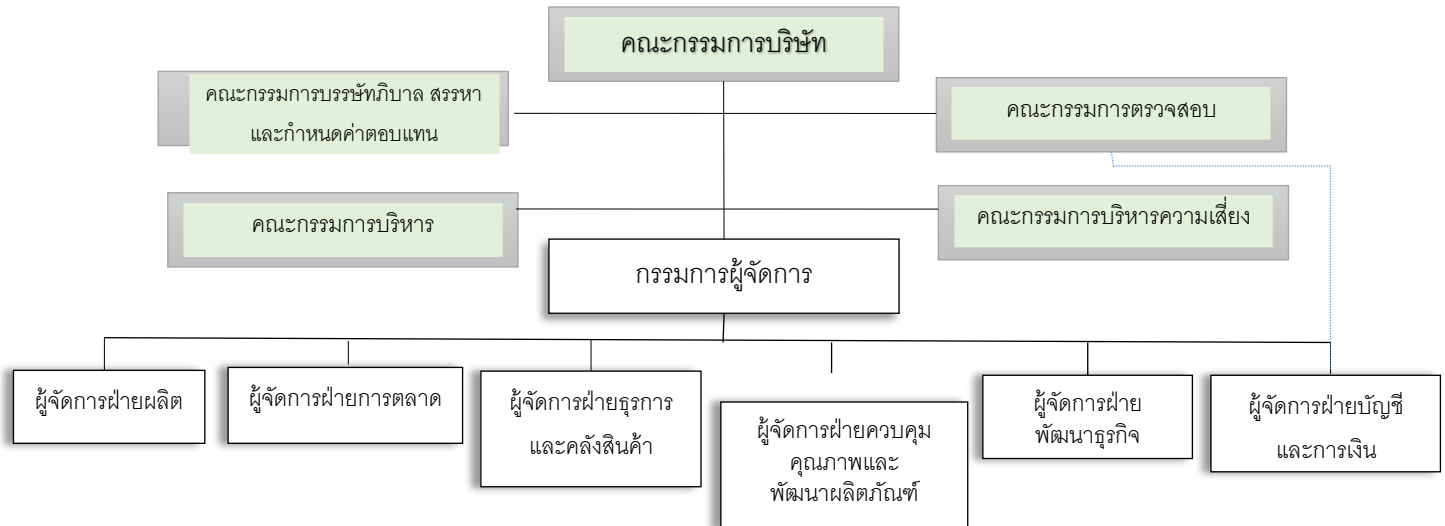 คณะกรรมการบริษัท
คณะกรรมการบรรษัทภิบาล สรรหา
และกำหนดค่าตอบแทน
คณะกรรมการตรวจสอบ
คณะกรรมการบริหาร
คณะกรรมการบริหารความเสี่ยง
กรรมการผู้จัดการ
ผู้จัดการฝ่ายผลิต
ผู้จัดการฝ่ายการตลาด
ผู้จัดการฝ่ายธุรการ
และคลังสินค้า
ผู้จัดการฝ่ายควบคุม
คุณภาพและ
พัฒนาผลิตภัณฑ์
ผู้จัดการฝ่าย
พัฒนาธุรกิจ
ผู้จัดการฝ่ายบัญชี
และการเงิน